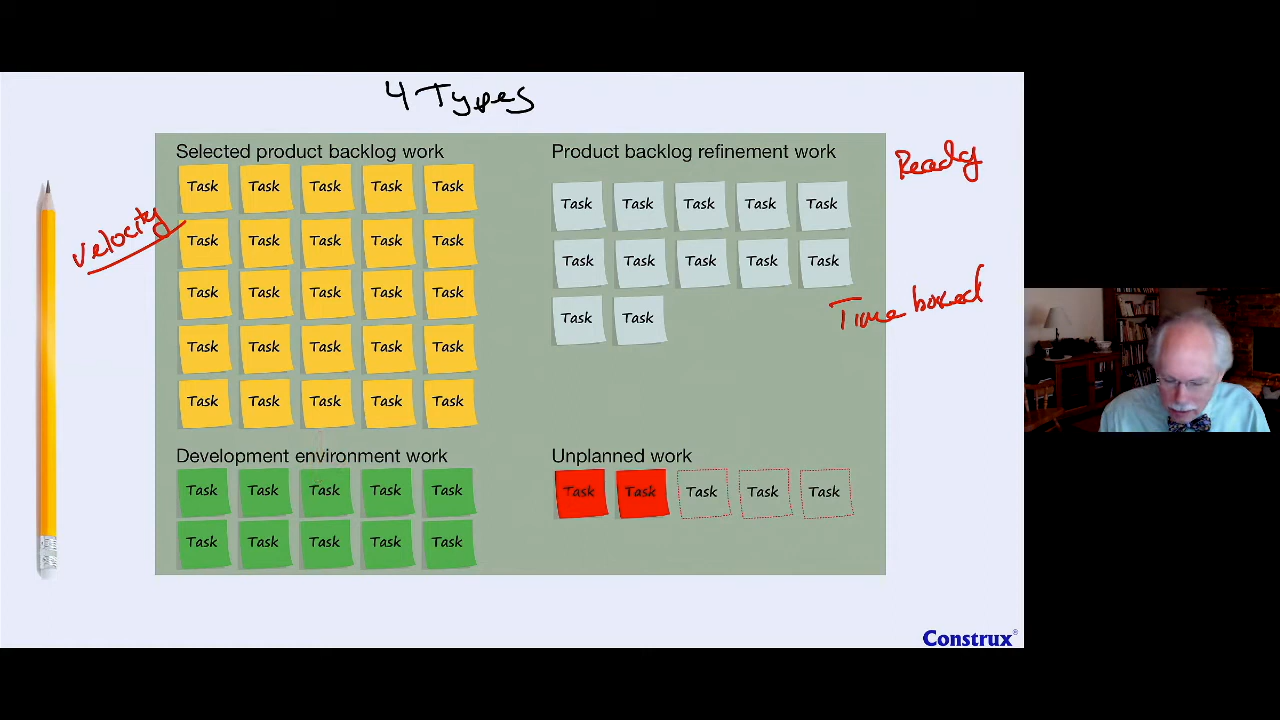 4 Types
Selected product backlog work
Task Task Task Task Task
Task Task Task Task Task
Task Task Task Task Task
Task Task Task Task Task
Task Task Task Task Task
Velocity
Product backlog refinement work
Task Task Task Task Task
Task Task Task Task Task
Task Task
Ready
Time boxed
Development environment work
Task Task Task Task Task
Task Task Task Task Task
Unplanned work
Task Task Task Task Task
Construx®